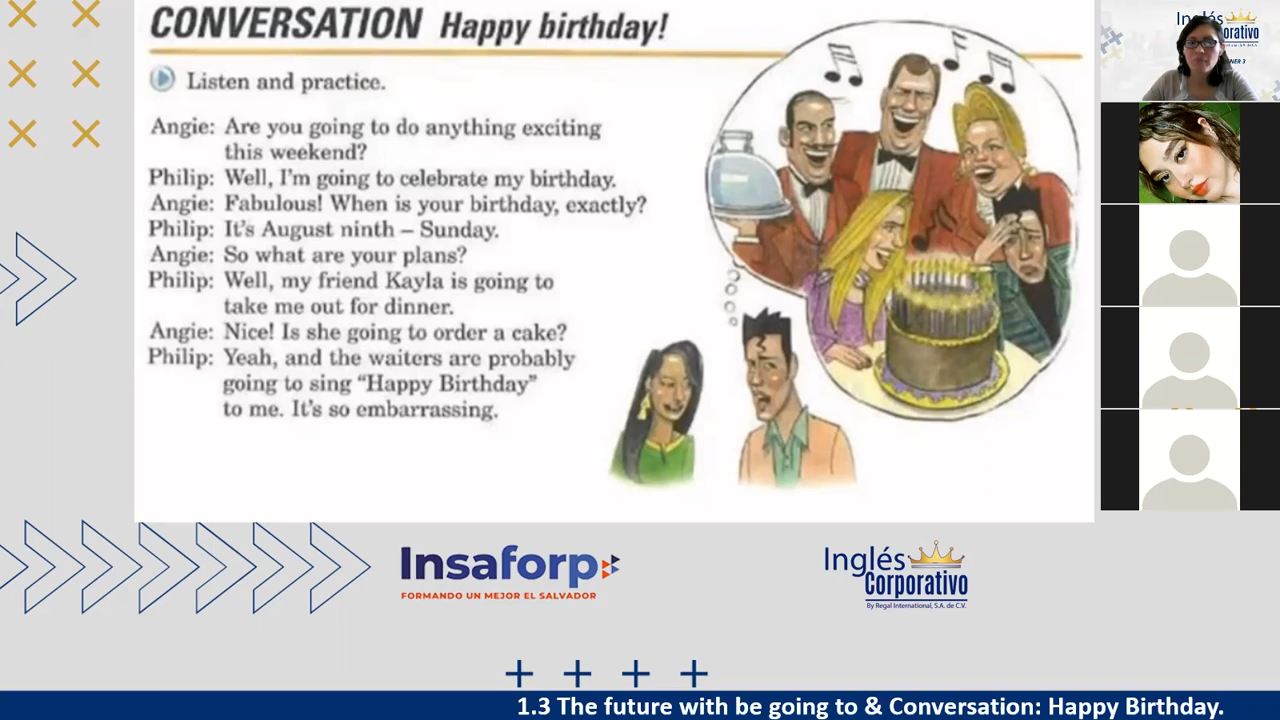 CONVERSATION Happy birthday!
Listen and practice.
Angie: Are you going to do anything exciting
this weekend?
Philip: Well, I'm going to celebrate my birthday.
Angie: Fabulous! When is your birthday, exactly?
Philip: It's August ninth – Sunday.
Angie: So what are your plans?
Philip: Well, my friend Kayla is going to
take me out for dinner.
Angie: Nice! Is she going to order a cake?
Philip: Yeah, and the waiters are probably
going to sing "Happy Birthday"
to me. It's so embarrassing.
Inglés
Insaforp
FORMANDO UN MEJOR EL SALVADOR
Inglés
Corporativo
By Regal International, S.A. de C.V.
1.3 The future with be going to & Conversation: Happy Birthday.